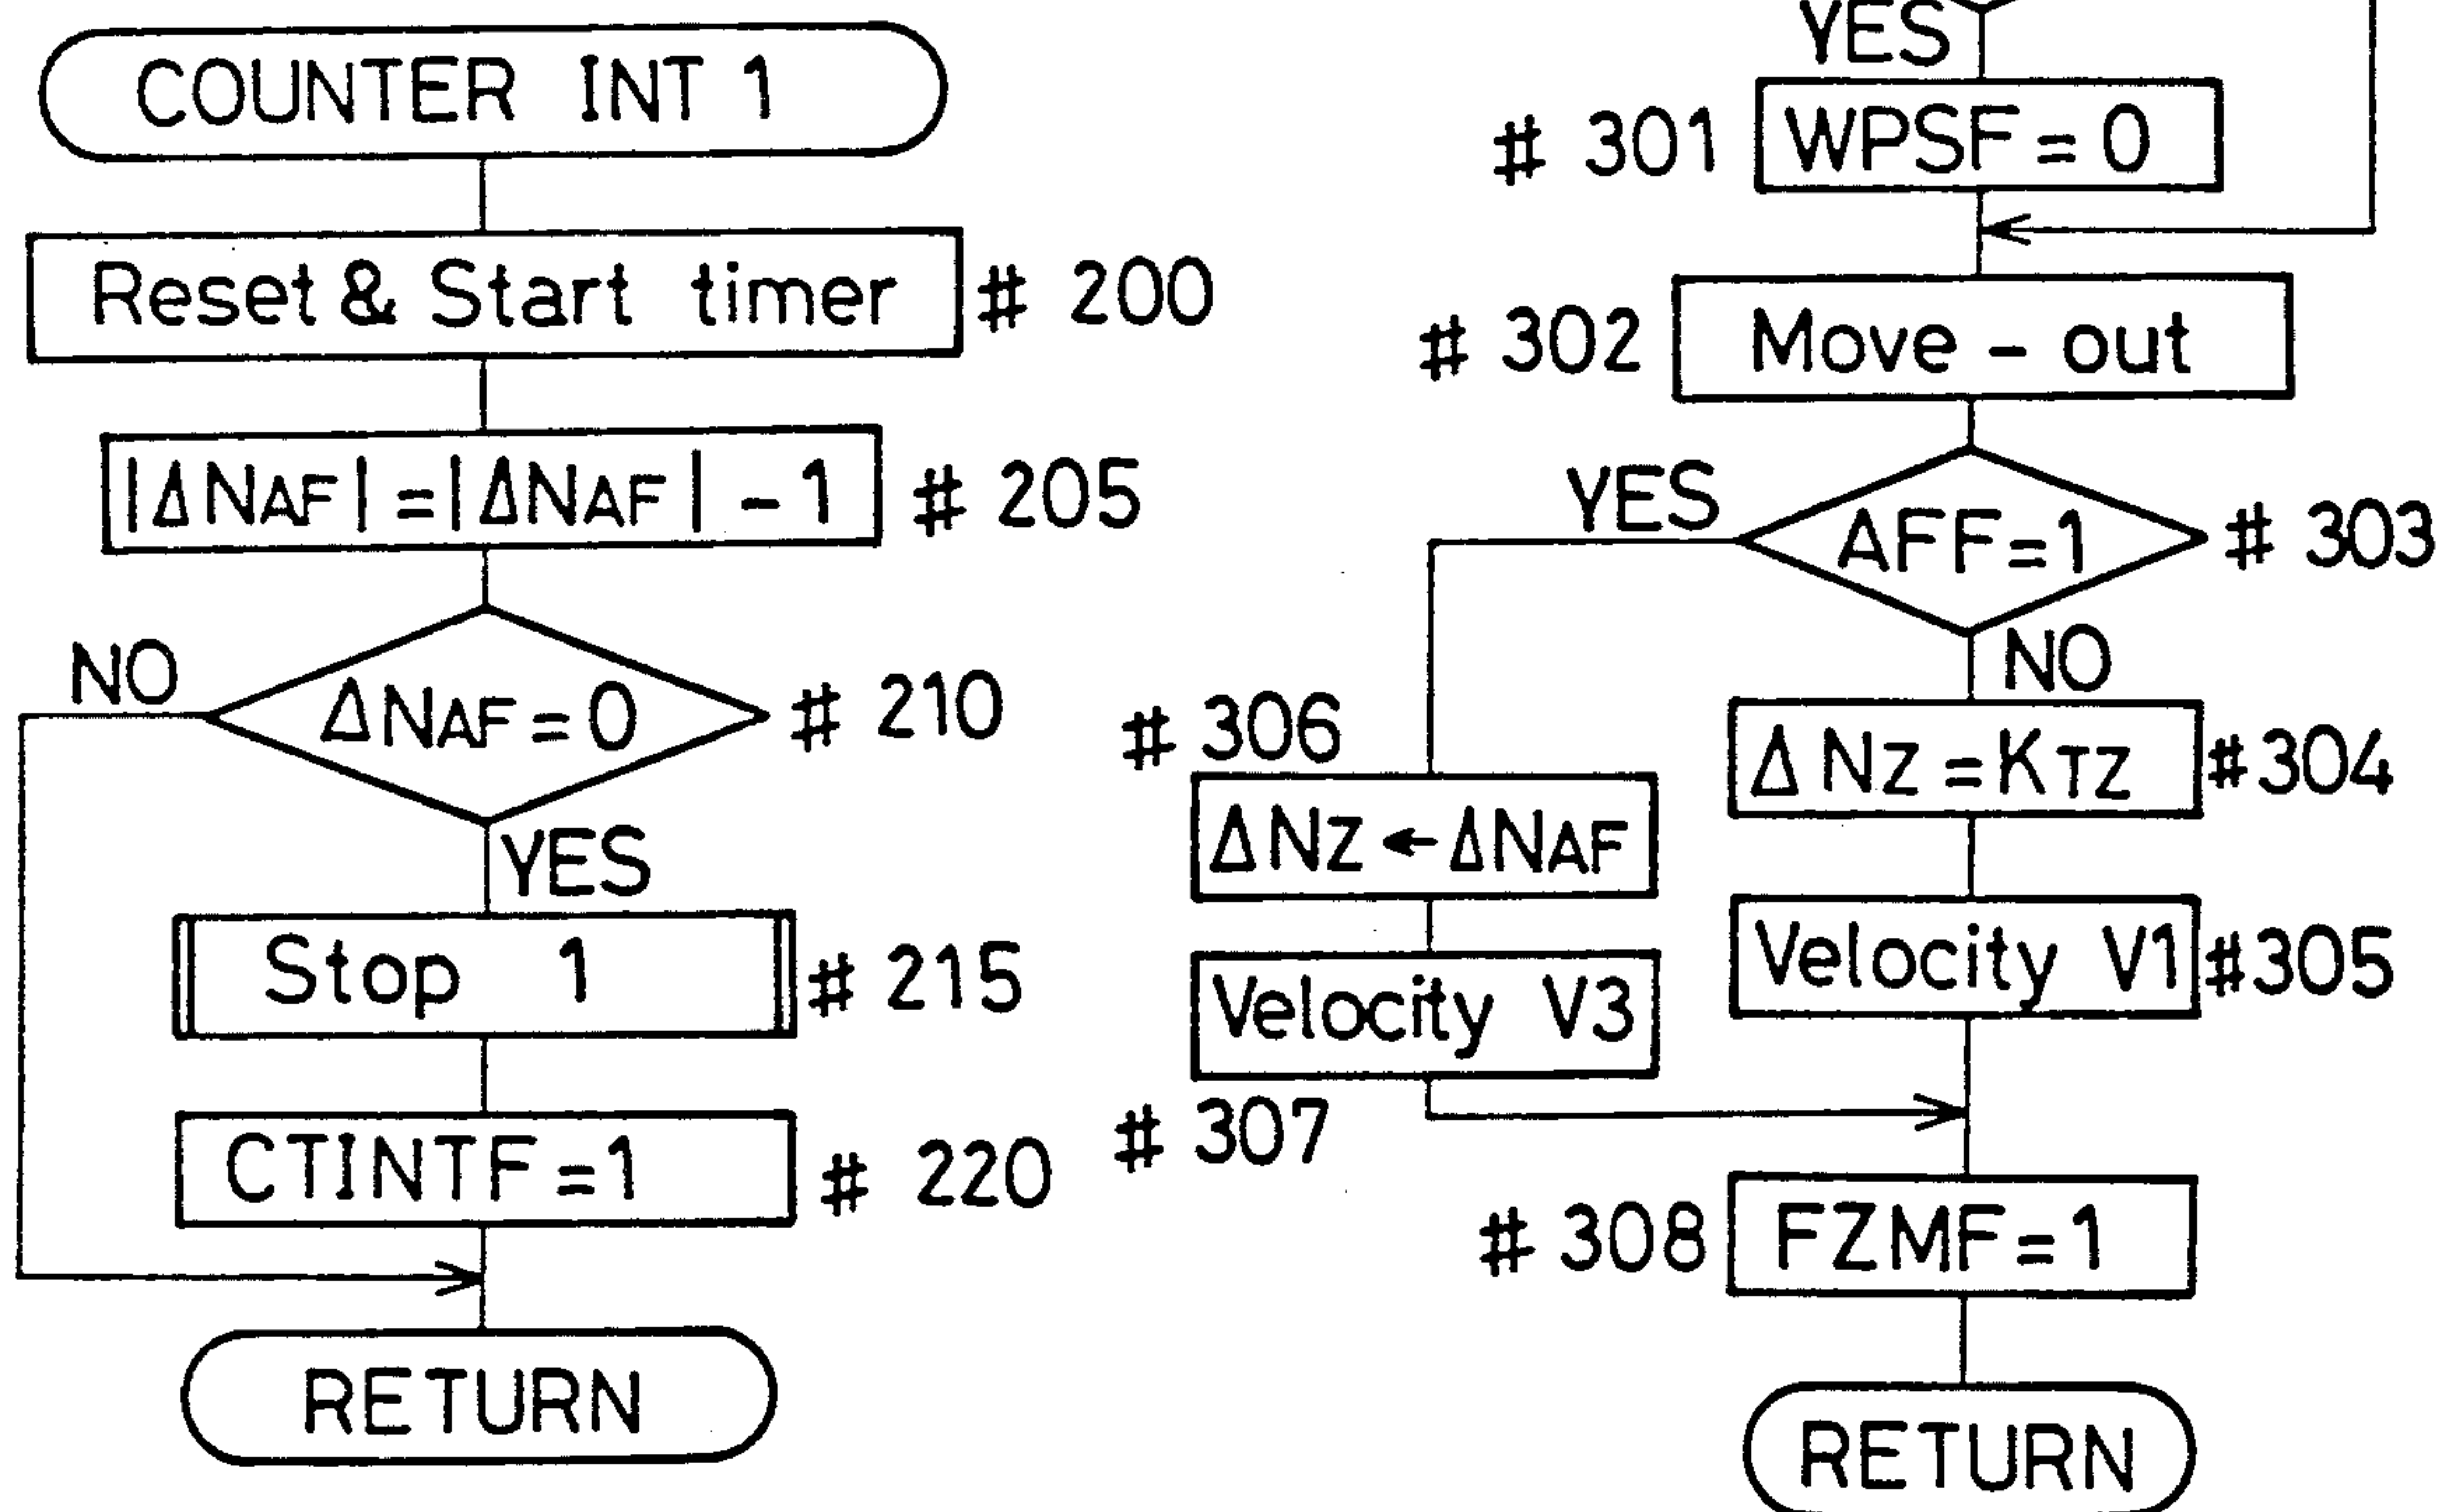 COUNTER INT 1
Reset & Start timer # 200
|ΔNAF| = |ΔNAF| - 1 # 205
NO
ΔNAF = 0 # 210
YES
Stop 1 # 215
CTINTF = 1 # 220
RETURN
YES
# 301 WPSF = 0
# 302 Move - out
YES
AFF = 1 # 303
NO
ΔNZ = KTZ #304
Velocity V1 #305
# 306
ΔNZ ← ΔNAF
Velocity V3
# 307
# 308 FZMF = 1
RETURN